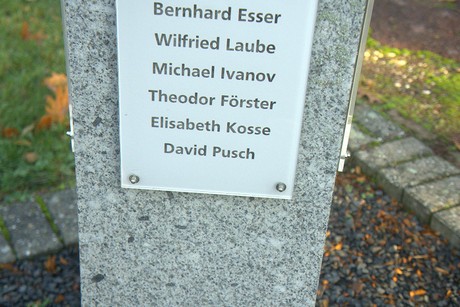 Bernhard Esser
Wilfried Laube
Michael Ivanov
Theodor Förster
Elisabeth Kosse
David Pusch